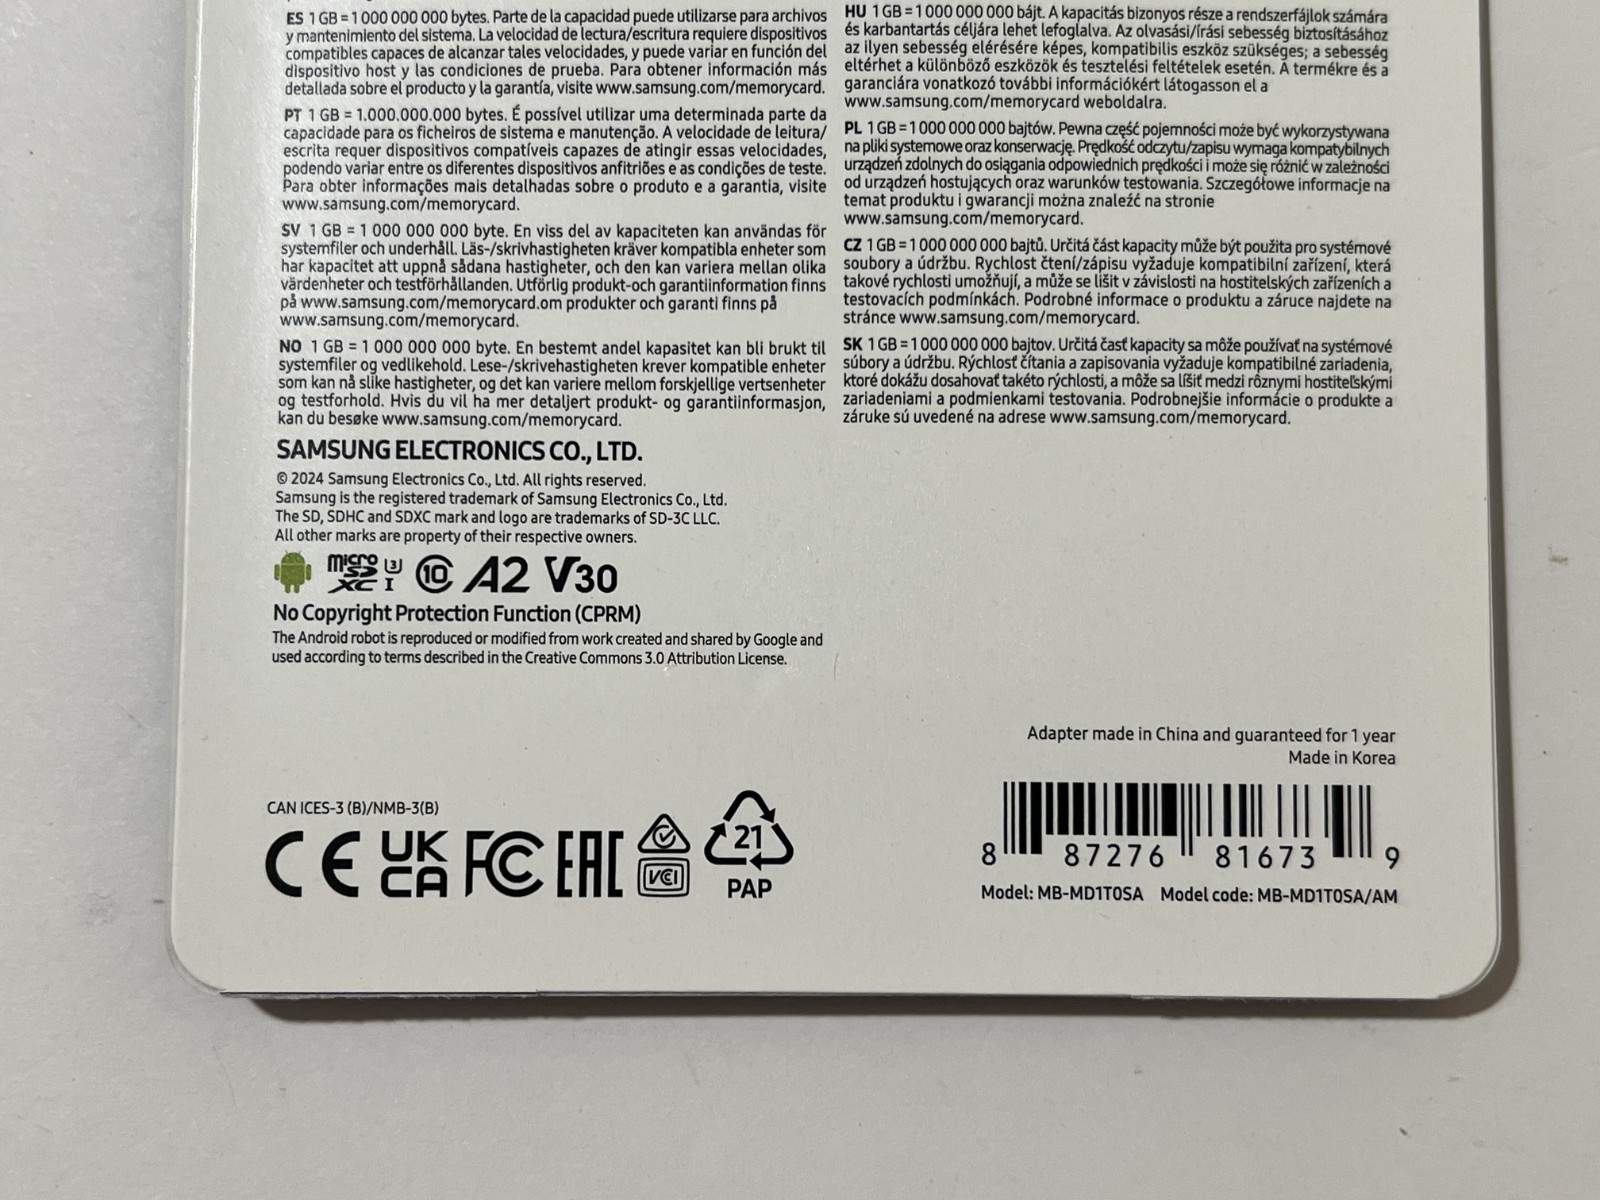 ES 1 GB = 1 000 000 000 bytes. Parte de la capacidad puede utilizarse para archivos
y mantenimiento del sistema. La velocidad de lectura/escritura requiere dispositivos
compatibles capaces de alcanzar tales velocidades, y puede variar en función del
dispositivo host y las condiciones de prueba. Para obtener información más
detallada sobre el producto y la garantía, visite www.samsung.com/memorycard.
PT 1 GB = 1.000.000.000 bytes. É possível utilizar uma determinada parte da
capacidade para os ficheiros de sistema e manutenção. A velocidade de leitura/
escrita requer dispositivos compatíveis capazes de atingir essas velocidades,
podendo variar entre os diferentes dispositivos anfitriões e as condições de teste.
Para obter informações mais detalhadas sobre o produto e a garantia, visite
www.samsung.com/memorycard.
SV 1 GB = 1 000 000 000 byte. En viss del av kapaciteten kan användas för
systemfiler och underhåll. Läs-/skrivhastigheten kräver kompatibla enheter som
har kapacitet att uppnå sådana hastigheter, och den kan variera mellan olika
värdenheter och testförhållanden. Utförlig produkt-och garantiinformation finns
på www.samsung.com/memorycard.om produkter och garanti finns på
www.samsung.com/memorycard.
NO 1 GB = 1 000 000 000 byte. En bestemt andel kapasitet kan bli brukt til
systemfiler og vedlikehold. Lese-/skrivehastigheten krever kompatible enheter
som kan nå slike hastigheter, og det kan variere mellom forskjellige vertsenheter
og testforhold. Hvis du vil ha mer detaljert produkt- og garantiinformasjon,
kan du besøke www.samsung.com/memorycard.
SAMSUNG ELECTRONICS CO., LTD.
© 2024 Samsung Electronics Co., Ltd. All rights reserved.
Samsung is the registered trademark of Samsung Electronics Co., Ltd.
The SD, SDHC and SDXC mark and logo are trademarks of SD-3C LLC.
All other marks are property of their respective owners.
micro SD XC U3 I C10 A2 V30
No Copyright Protection Function (CPRM)
The Android robot is reproduced or modified from work created and shared by Google and
used according to terms described in the Creative Commons 3.0 Attribution License.
HU 1 GB = 1 000 000 000 bájt. A kapacitás bizonyos része a rendszerfájlok számára
és karbantartás céljára lehet lefoglalva. Az olvasási/írási sebesség biztosításához
az ilyen sebesség elérésére képes, kompatibilis eszköz szükséges; a sebesség
eltérhet a különböző eszközök és tesztelési feltételek esetén. A termékre és a
garanciára vonatkozó további információkért látogasson el a
www.samsung.com/memorycard weboldalra.
PL 1 GB = 1 000 000 000 bajtów. Pewna część pojemności może być wykorzystywana
na pliki systemowe oraz konserwację. Prędkość odczytu/zapisu wymaga kompatybilnych
urządzeń zdolnych do osiągania odpowiednich prędkości i może się różnić w zależności
od urządzeń hostujących oraz warunków testowania. Szczegółowe informacje na
temat produktu i gwarancji można znaleźć na stronie
www.samsung.com/memorycard.
CZ 1 GB = 1 000 000 000 bajtů. Určitá část kapacity může být použita pro systémové
soubory a údržbu. Rychlost čtení/zápisu vyžaduje kompatibilní zařízení, která
takové rychlosti umožňují, a může se lišit v závislosti na hostitelských zařízeních a
testovacích podmínkách. Podrobné informace o produktu a záruce najdete na
stránce www.samsung.com/memorycard.
SK 1 GB = 1 000 000 000 bajtov. Určitá časť kapacity sa môže používať na systémové
súbory a údržbu. Rýchlosť čítania a zapisovania vyžaduje kompatibilné zariadenia,
ktoré dokážu dosahovať takéto rýchlosti, a môže sa líšiť medzi rôznymi hostiteľskými
zariadeniami a podmienkami testovania. Podrobnejšie informácie o produkte a
záruke sú uvedené na adrese www.samsung.com/memorycard.
Adapter made in China and guaranteed for 1 year
Made in Korea
CAN ICES-3 (B)/NMB-3(B)
CE UK CA FC EAC VCI 21
PAP
8 87276 81673 9
Model: MB-MD1T0SA Model code: MB-MD1T0SA/AM